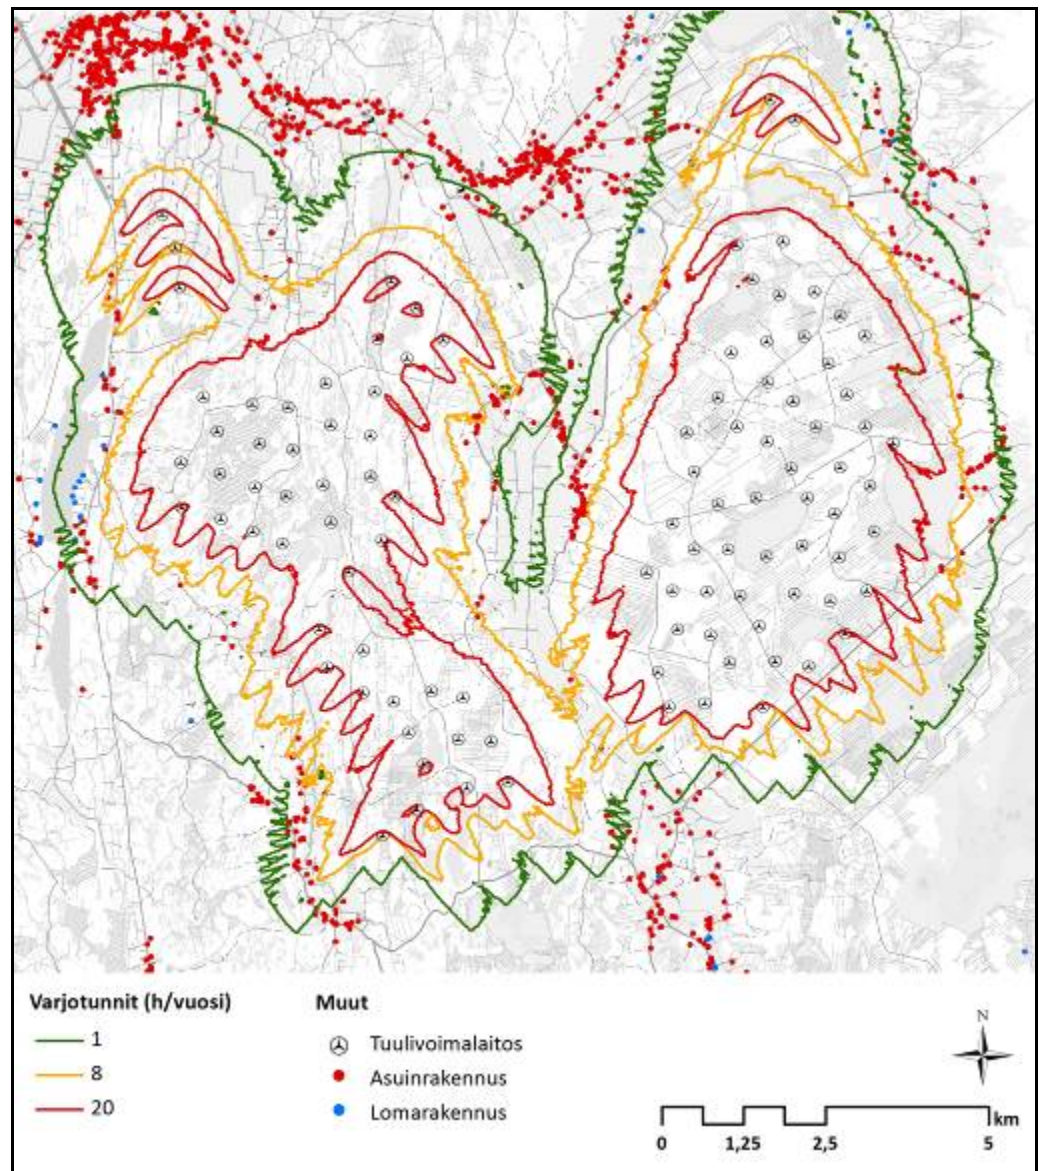 Varjotunnit (h/vuosi)
1
8
20
Muut
Tuulivoimalaitos
Asuinrakennus
Lomarakennus
N
km
0 1,25 2,5 5